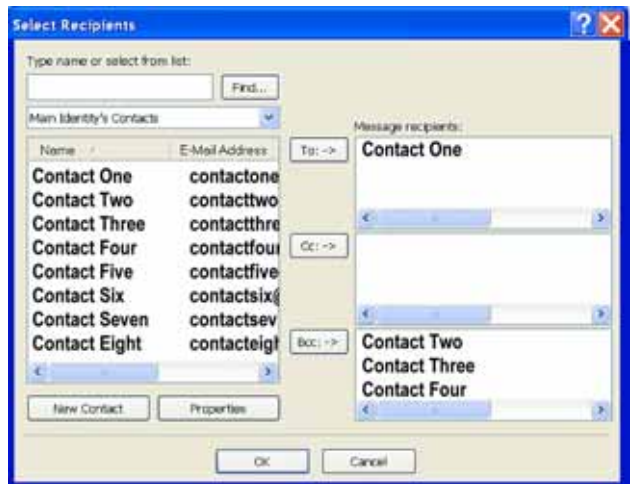 Select Recipients
Type name or select from list:
Find...
Main Identity's Contacts
Name E-Mail Address
Contact One contactone
Contact Two contacttwo
Contact Three contactthre
Contact Four contactfour
Contact Five contactfive
Contact Six contactsix@
Contact Seven contactsev
Contact Eight contacteigh
New Contact Properties
Message recipients:
To: ->
Contact One
Cc: ->
Bcc: ->
Contact Two
Contact Three
Contact Four
OK Cancel